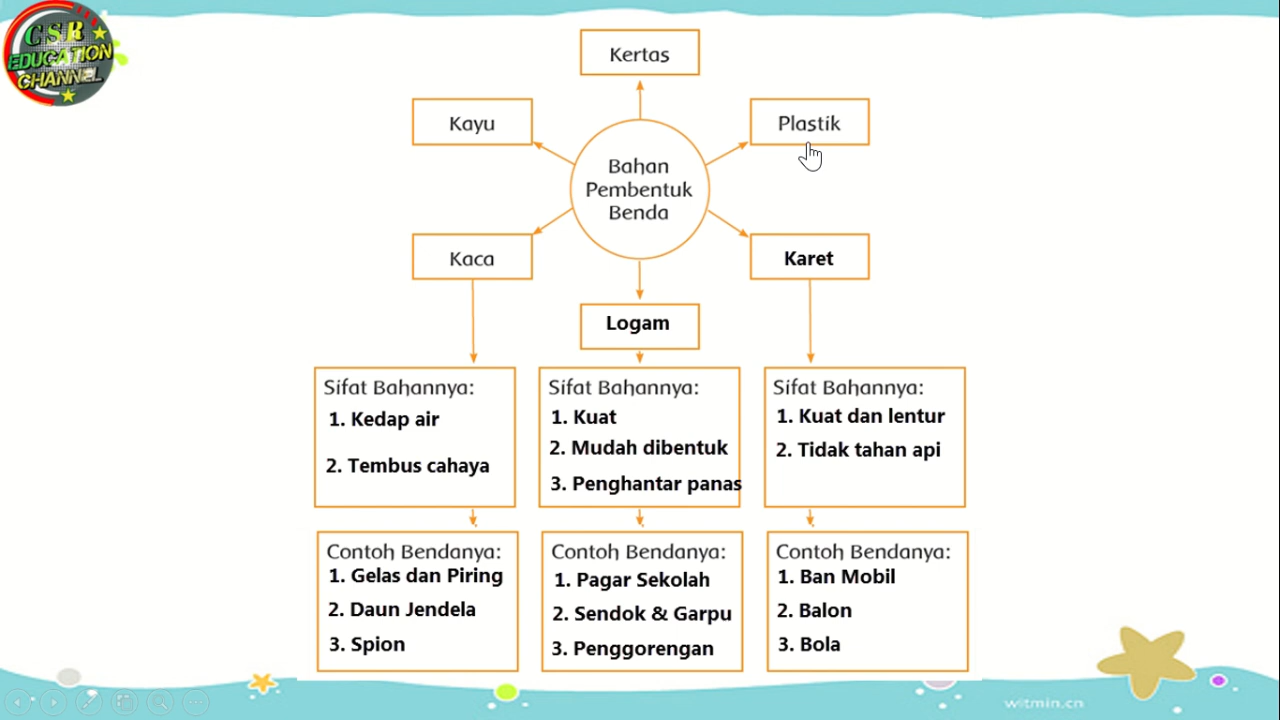 CSR
EDUCATION
CHANNEL
Kertas
Kayu
Plastik
Bahan
Pembentuk
Benda
Kaca
Karet
Logam
Sifat Bahannya:
1. Kedap air
2. Tembus cahaya
Sifat Bahannya:
1. Kuat
2. Mudah dibentuk
3. Penghantar panas
Sifat Bahannya:
1. Kuat dan lentur
2. Tidak tahan api
Contoh Bendanya:
1. Gelas dan Piring
2. Daun Jendela
3. Spion
Contoh Bendanya:
1. Pagar Sekolah
2. Sendok & Garpu
3. Penggorengan
Contoh Bendanya:
1. Ban Mobil
2. Balon
3. Bola
witmin.cn